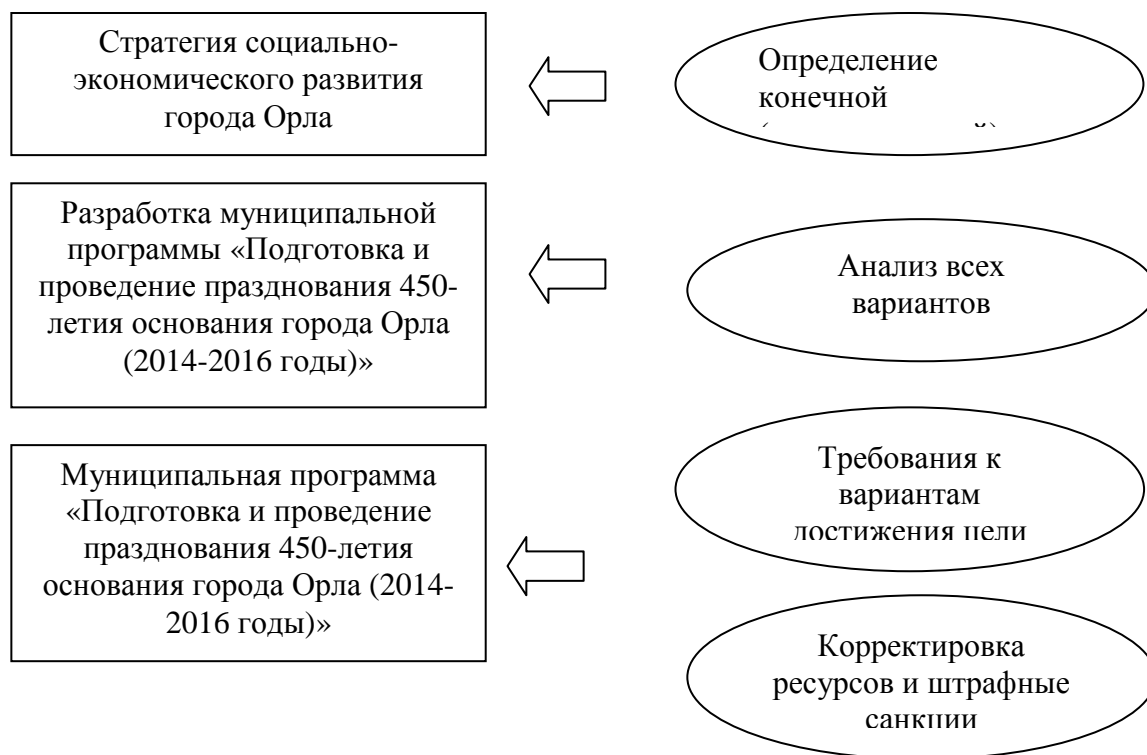 Стратегия социально-
экономического развития
города Орла
Определение
конечной
Разработка муниципальной
программы «Подготовка и
проведение празднования 450-
летия основания города Орла
(2014-2016 годы)»
Анализ всех
вариантов
Муниципальная программа
«Подготовка и проведение
празднования 450-летия
основания города Орла (2014-
2016 годы)»
Требования к
вариантам
достижения цели
Корректировка
ресурсов и штрафные
санкции